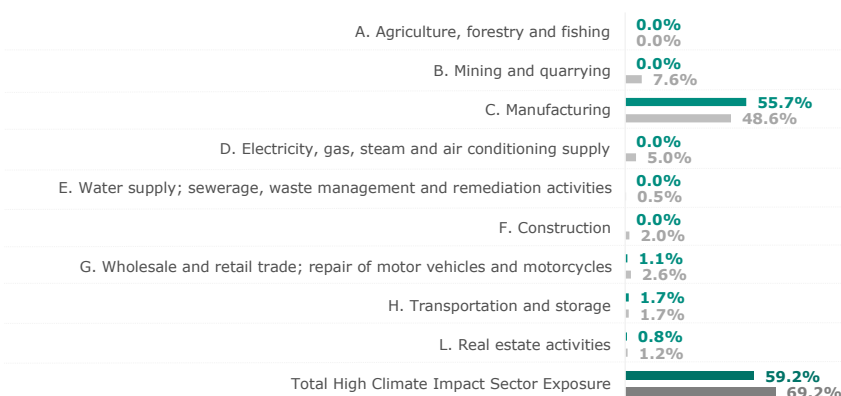 A. Agriculture, forestry and fishing
0.0%
0.0%
B. Mining and quarrying
0.0%
7.6%
C. Manufacturing
55.7%
48.6%
D. Electricity, gas, steam and air conditioning supply
0.0%
5.0%
E. Water supply; sewerage, waste management and remediation activities
0.0%
0.5%
F. Construction
0.0%
2.0%
G. Wholesale and retail trade; repair of motor vehicles and motorcycles
1.1%
2.6%
H. Transportation and storage
1.7%
1.7%
L. Real estate activities
0.8%
1.2%
Total High Climate Impact Sector Exposure
59.2%
69.2%